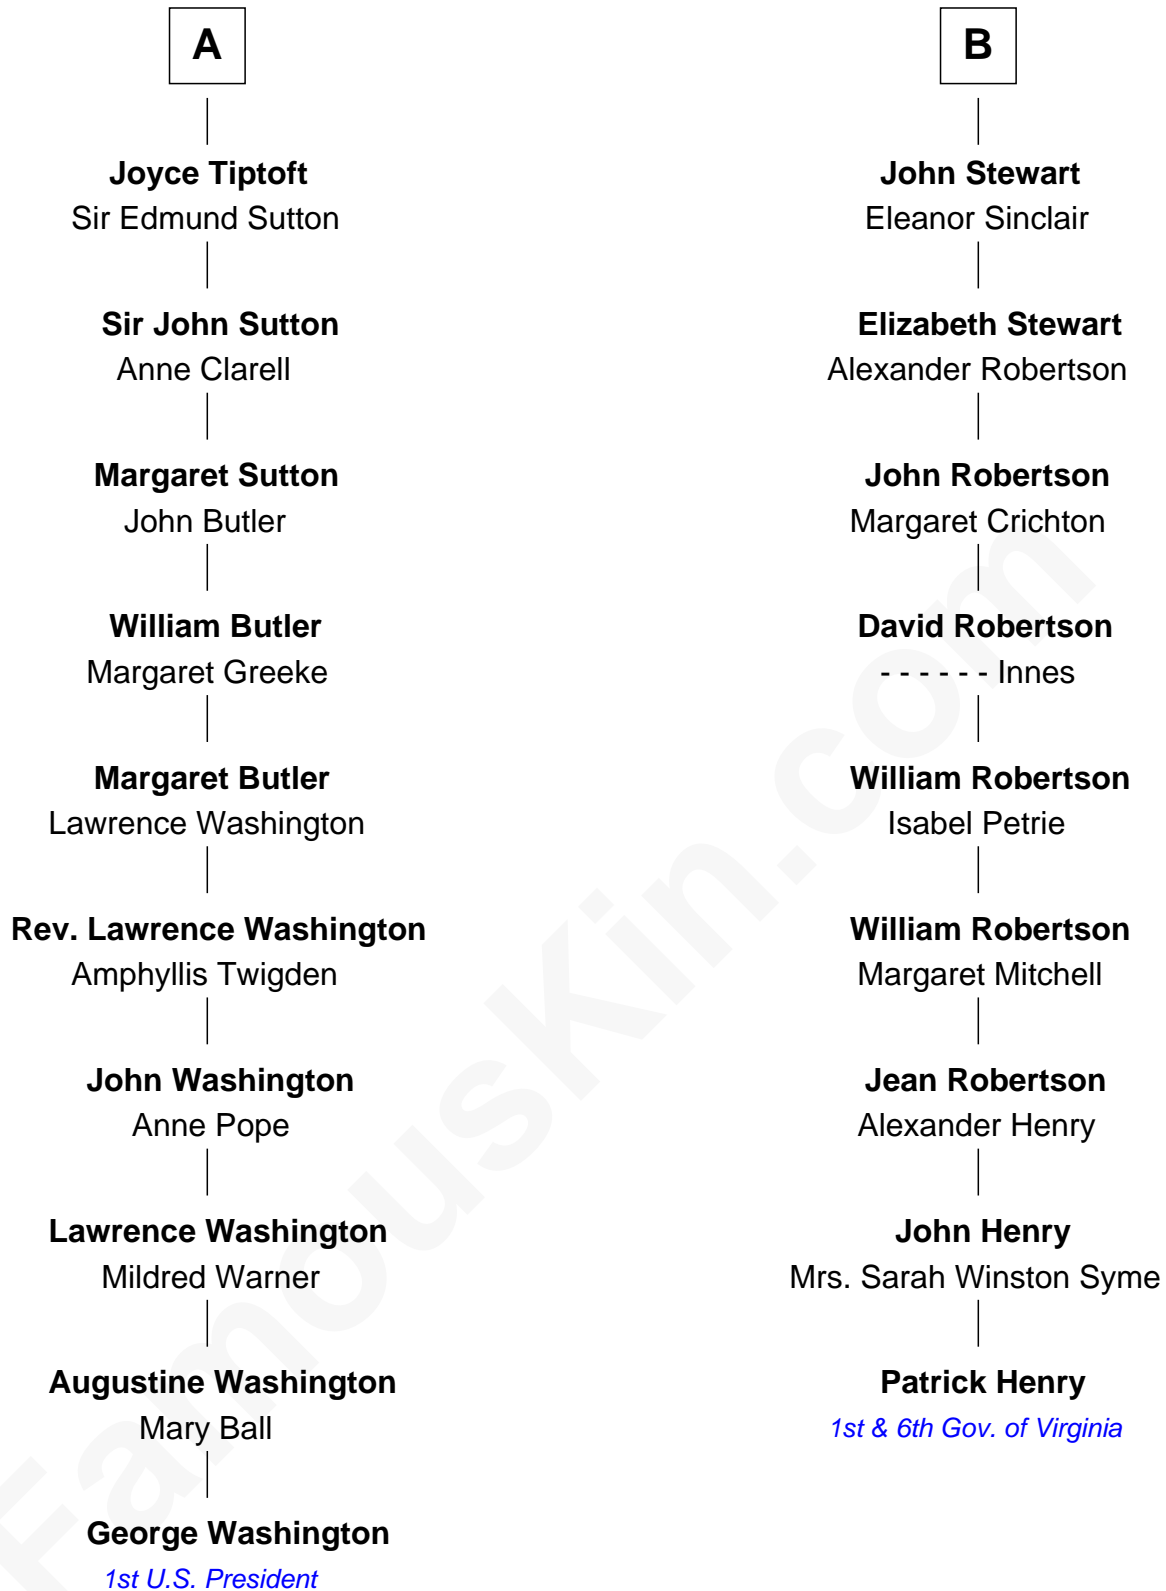 A
Joyce Tiptoft
Sir Edmund Sutton
Sir John Sutton
Anne Clarell
Margaret Sutton
John Butler
William Butler
Margaret Greeke
Margaret Butler
Lawrence Washington
Rev. Lawrence Washington
Amphyllis Twigden
John Washington
Anne Pope
Lawrence Washington
Mildred Warner
Augustine Washington
Mary Ball
George Washington
1st U.S. President
B
John Stewart
Eleanor Sinclair
Elizabeth Stewart
Alexander Robertson
John Robertson
Margaret Crichton
David Robertson
- - - - - - Innes
William Robertson
Isabel Petrie
William Robertson
Margaret Mitchell
Jean Robertson
Alexander Henry
John Henry
Mrs. Sarah Winston Syme
Patrick Henry
1st & 6th Gov. of Virginia
FamousKin.com